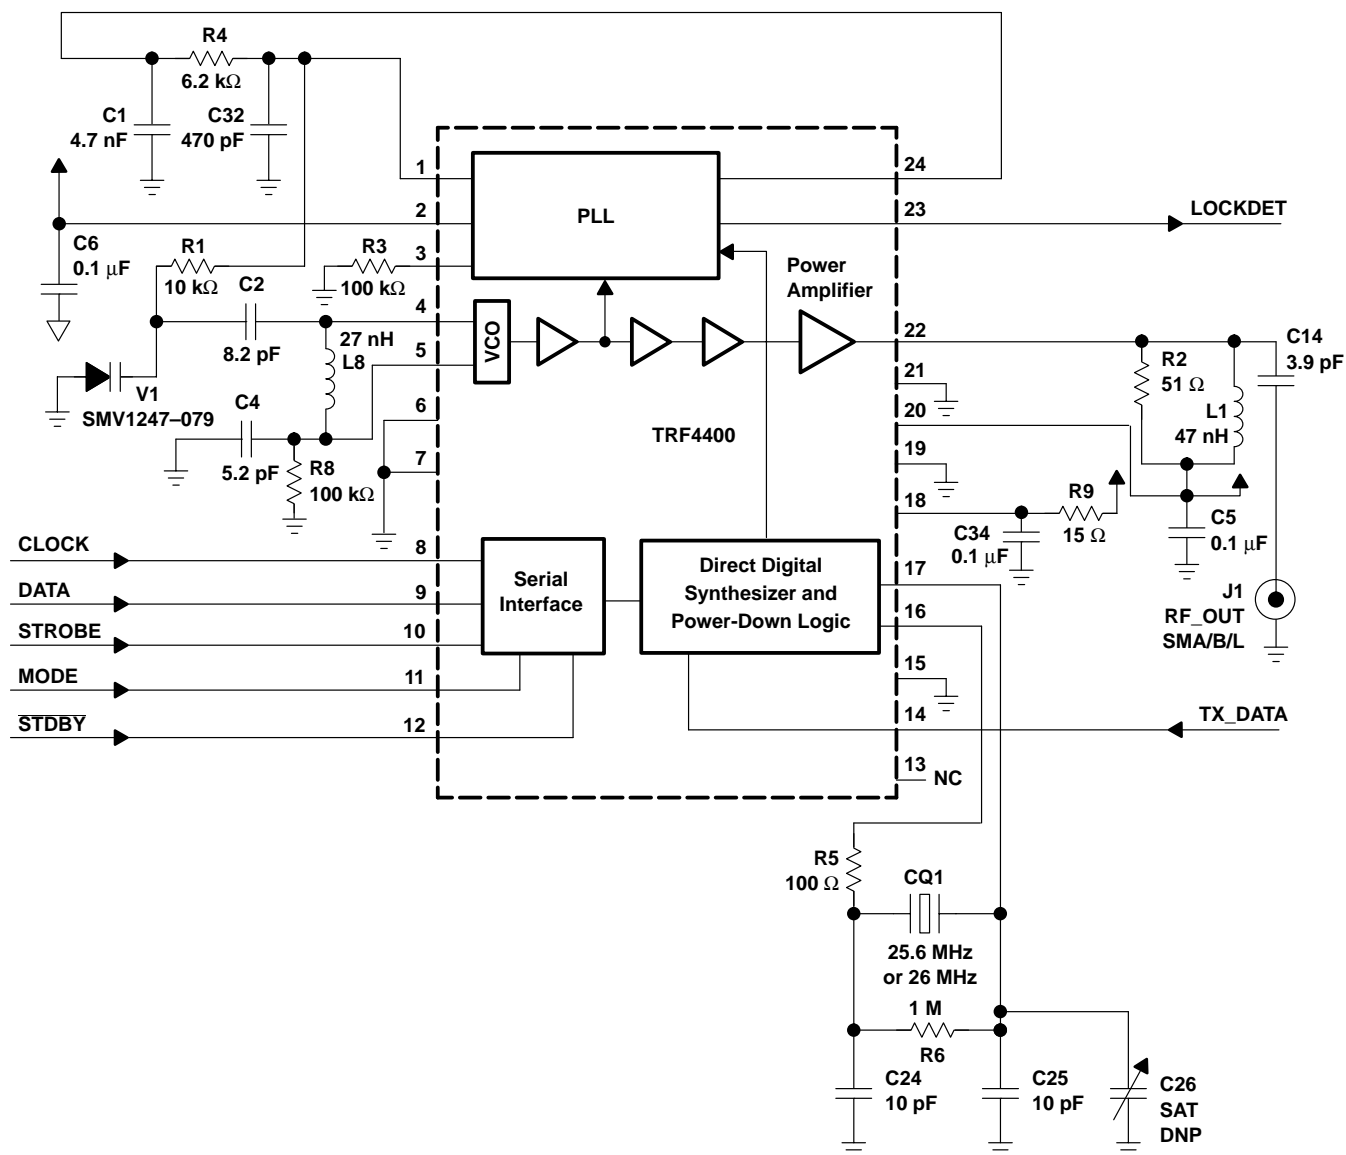 R4
6.2 kΩ
C1
4.7 nF
C32
470 pF
1
24
2
23
LOCKDET
PLL
C6
0.1 μF
R1
10 kΩ
R3
100 kΩ
3
C2
8.2 pF
4
5
27 nH
L8
VCO
Power
Amplifier
22
C14
3.9 pF
R2
51 Ω
L1
47 nH
21
V1
SMV1247–079
C4
5.2 pF
R8
100 kΩ
6
7
TRF4400
20
19
18
R9
15 Ω
C34
0.1 μF
C5
0.1 μF
CLOCK
8
DATA
9
STROBE
10
MODE
11
STDBY
12
Serial
Interface
Direct Digital
Synthesizer and
Power-Down Logic
17
16
15
14
TX_DATA
13
NC
J1
RF_OUT
SMA/B/L
R5
100 Ω
CQ1
25.6 MHz
or 26 MHz
1 M
R6
C24
10 pF
C25
10 pF
C26
SAT
DNP